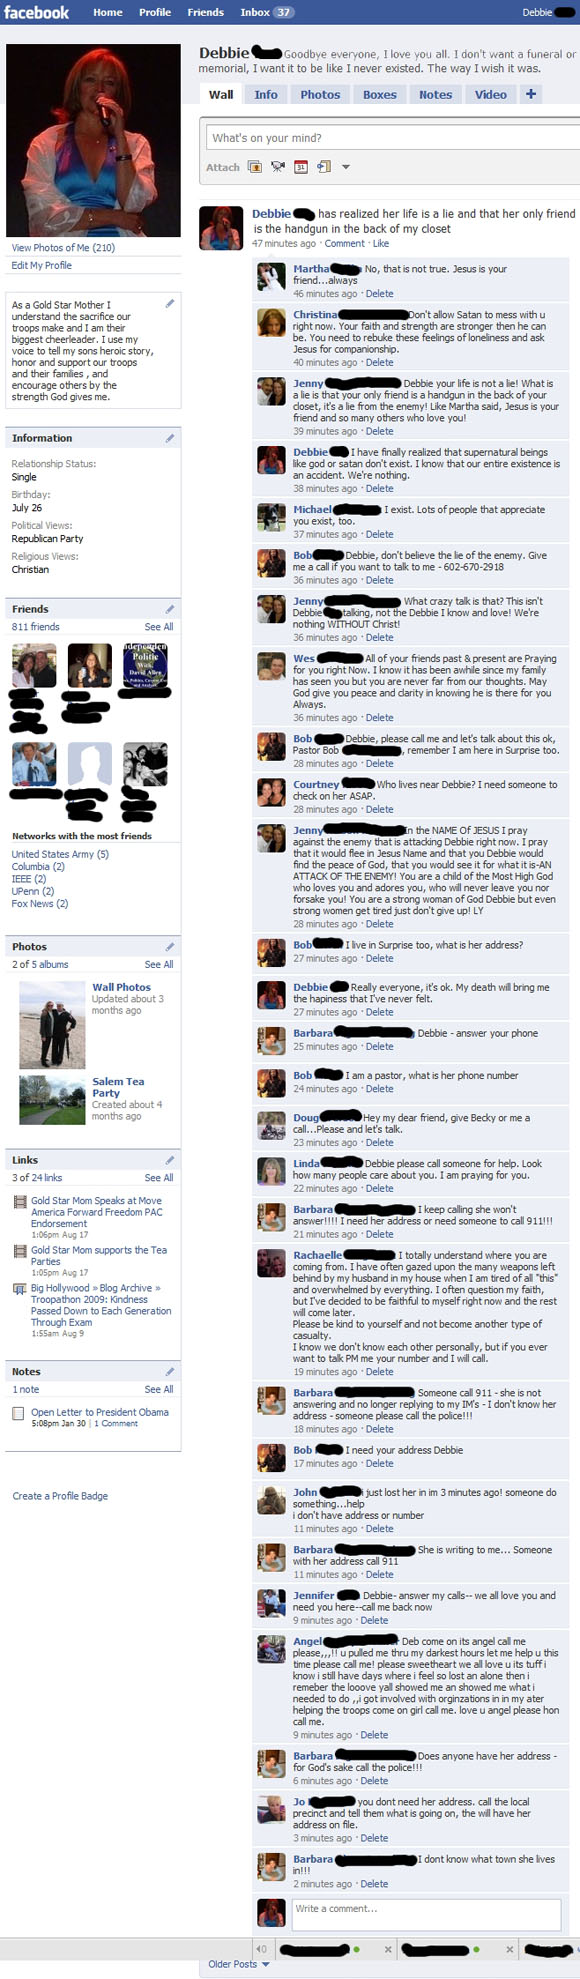 facebook
Home Profile Friends Inbox 37
Debbie
Debbie Goodbye everyone, I love you all. I don't want a funeral or
memorial, I want it to be like I never existed. The way I wish it was.
Wall Info Photos Boxes Notes Video +
What's on your mind?
Attach 31
View Photos of Me (210)
Edit My Profile
As a Gold Star Mother I
understand the sacrifice our
troops make and I am their
biggest cheerleader. I use my
voice to tell my sons heroic story,
honor and support our troops
and their families , and
encourage others by the
strength God gives me.
Information
Relationship Status:
Single
Birthday:
July 26
Political Views:
Republican Party
Religious Views:
Christian
Friends
811 friends See All
Networks with the most friends
United States Army (5)
Columbia (2)
IEEE (2)
UPenn (2)
Fox News (2)
Photos
2 of 5 albums See All
Wall Photos
Updated about 3
months ago
Salem Tea
Party
Created about 4
months ago
Links
3 of 24 links See All
Gold Star Mom Speaks at Move
America Forward Freedom PAC
Endorsement
1:06pm Aug 17
Gold Star Mom supports the Tea
Parties
1:05pm Aug 17
Big Hollywood » Blog Archive »
Troopathon 2009: Kindness
Passed Down to Each Generation
Through Exam
1:55am Aug 9
Notes
1 note See All
Open Letter to President Obama
5:08pm Jan 30 | 1 Comment
Create a Profile Badge
Debbie has realized her life is a lie and that her only friend
is the handgun in the back of my closet
47 minutes ago · Comment · Like
Martha No, that is not true. Jesus is your
friend...always
46 minutes ago · Delete
Christina Don't allow Satan to mess with u
right now. Your faith and strength are stronger then he can
be. You need to rebuke these feelings of loneliness and ask
Jesus for companionship.
40 minutes ago · Delete
Jenny Debbie your life is not a lie! What is
a lie is that your only friend is a handgun in the back of your
closet, it's a lie from the enemy! Like Martha said, Jesus is your
friend and so many others who love you!
39 minutes ago · Delete
Debbie I have finally realized that supernatural beings
like god or satan don't exist. I know that our entire existence is
an accident. We're nothing.
38 minutes ago · Delete
Michael I exist. Lots of people that appreciate
you exist, too.
37 minutes ago · Delete
Bob Debbie, don't believe the lie of the enemy. Give
me a call if you want to talk to me - 602-670-2918
36 minutes ago · Delete
Jenny What crazy talk is that? This isn't
Debbie talking, not the Debbie I know and love! We're
nothing WITHOUT Christ!
36 minutes ago · Delete
Wes All of your friends past & present are Praying
for you right Now. I know it has been awhile since my family
has seen you but you are never far from our thoughts. May
God give you peace and clarity in knowing he is there for you
Always.
36 minutes ago · Delete
Bob Debbie, please call me and let's talk about this ok,
Pastor Bob , remember I am here in Surprise too.
28 minutes ago · Delete
Courtney Who lives near Debbie? I need someone to
check on her ASAP.
28 minutes ago · Delete
Jenny In the NAME OF JESUS I pray
against the enemy that is attacking Debbie right now. I pray
that it would flee in Jesus Name and that you Debbie would
find the peace of God, that you would see it for what it is-AN
ATTACK OF THE ENEMY! You are a child of the Most High God
who loves you and adores you, who will never leave you nor
forsake you! You are a strong woman of God Debbie but even
strong women get tired just don't give up! LY
28 minutes ago · Delete
Bob I live in Surprise too, what is her address?
27 minutes ago · Delete
Debbie Really everyone, it's ok. My death will bring me
the hapiness that I've never felt.
27 minutes ago · Delete
Barbara Debbie - answer your phone
25 minutes ago · Delete
Bob I am a pastor, what is her phone number
24 minutes ago · Delete
Doug Hey my dear friend, give Becky or me a
call...Please and let's talk.
23 minutes ago · Delete
Linda Debbie please call someone for help. Look
how many people care about you. I am praying for you.
22 minutes ago · Delete
Barbara I keep calling she won't
answer!!!! I need her address or need someone to call 911!!!
21 minutes ago · Delete
Rachaelle I totally understand where you are
coming from. I have often gazed upon the many weapons left
behind by my husband in my house when I am tired of all "this"
and overwhelmed by everything. I often question my faith,
but I've decided to be faithful to myself right now and the rest
will come later.
Please be kind to yourself and not become another type of
casualty.
I know we don't know each other personally, but if you ever
want to talk PM me your number and I will call.
19 minutes ago · Delete
Barbara Someone call 911 - she is not
answering and no longer replying to my IM's - I don't know her
address - someone please call the police!!!
18 minutes ago · Delete
Bob I need your address Debbie
17 minutes ago · Delete
John i just lost her in im 3 minutes ago! someone do
something...help
i don't have address or number
11 minutes ago · Delete
Barbara She is writing to me... Someone
with her address call 911
11 minutes ago · Delete
Jennifer Debbie- answer my calls-- we all love you and
need you here--call me back now
9 minutes ago · Delete
Angel Deb come on its angel call me
please,,,!! u pulled me thru my darkest hours let me help u this
time please call me! please sweetheart we all love u its tuff i
know i still have days where i feel so lost an alone then i
remeber the looove yall showed me an showed me what i
needed to do ,,i got involved with orginzations in in my ater
helping the troops come on girl call me. love u angel please hon
call me.
9 minutes ago · Delete
Barbara Does anyone have her address -
for God's sake call the police!!!
6 minutes ago · Delete
Jo you dont need her address. call the local
precinct and tell them what is going on, the will have her
address on file.
3 minutes ago · Delete
Barbara I dont know what town she lives
in!!!
2 minutes ago · Delete
Write a comment...
Older Posts